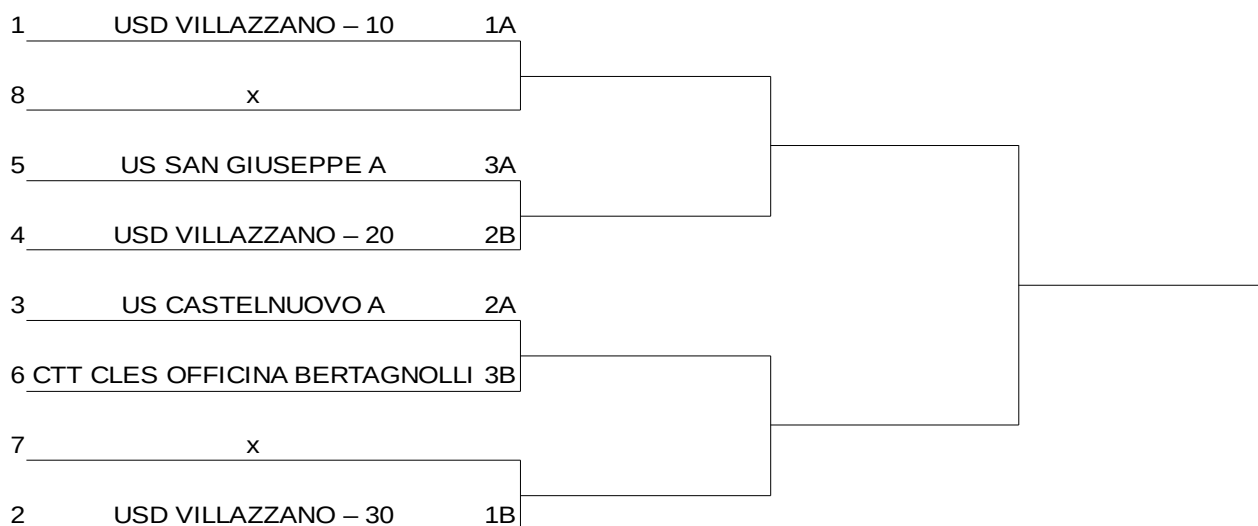 1 USD VILLAZZANO – 10 1A
8 x
5 US SAN GIUSEPPE A 3A
4 USD VILLAZZANO – 20 2B
3 US CASTELNUOVO A 2A
6 CTT CLES OFFICINA BERTAGNOLLI 3B
7 x
2 USD VILLAZZANO – 30 1B